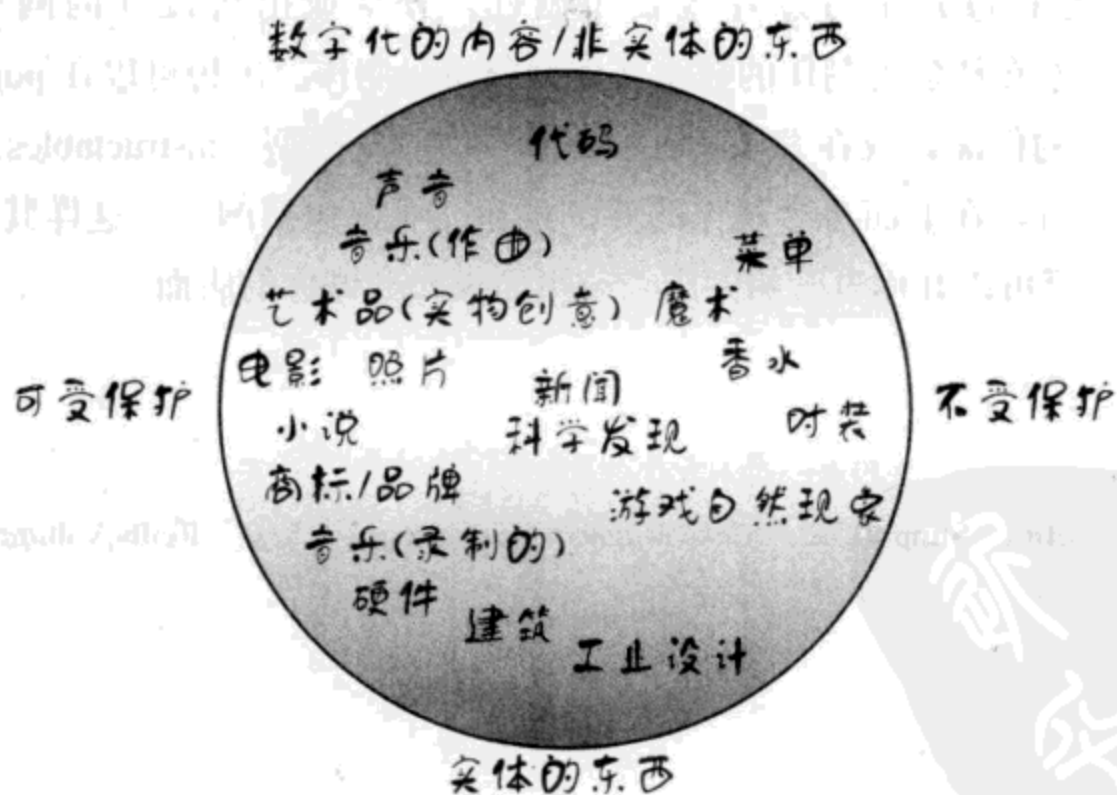 数字化的内容/非实体的东西
代码
声音
音乐(作曲)
菜单
艺术品(实物创意) 魔术
电影 照片
香水
新闻
可受保护
不受保护
小说
科学发现
时装
商标/品牌
游戏自然现象
音乐(录制的)
硬件
建筑
工业设计
实体的东西